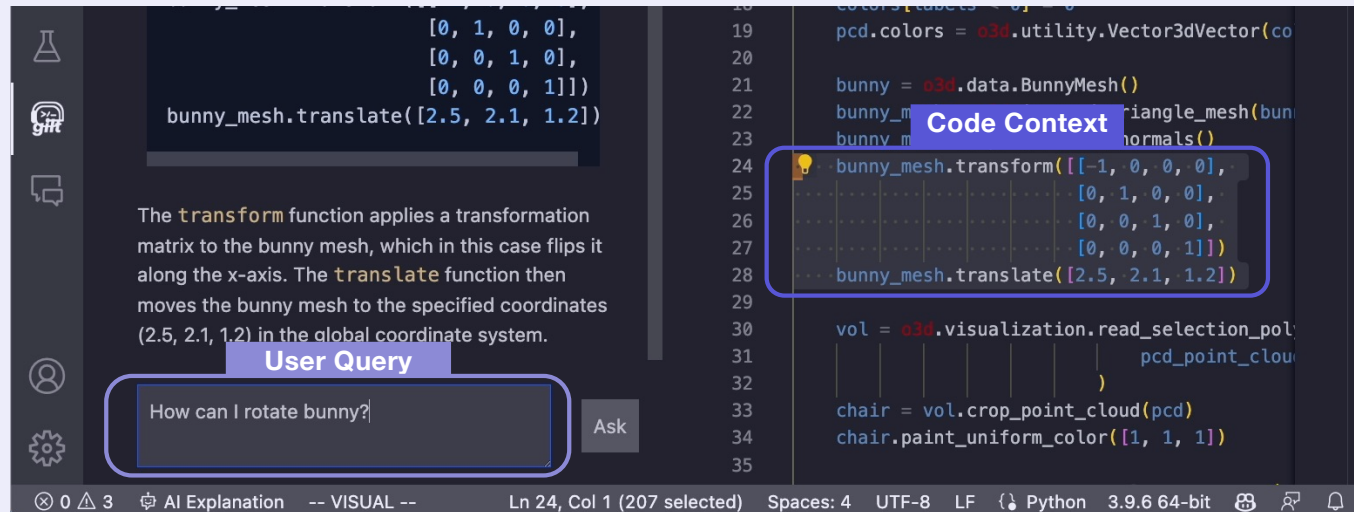 [0, 1, 0, 0],
[0, 0, 1, 0],
[0, 0, 0, 1]])
bunny_mesh.translate([2.5, 2.1, 1.2])
The transform function applies a transformation
matrix to the bunny mesh, which in this case flips it
along the x-axis. The translate function then
moves the bunny mesh to the specified coordinates
(2.5, 2.1, 1.2) in the global coordinate system.
User Query
How can I rotate bunny?
Ask
gift
18
19 pcd.colors = o3d.utility.Vector3dVector(co
20
21 bunny = o3d.data.BunnyMesh()
22 bunny_m riangle_mesh(bun
Code Context
23 bunny_m normals()
24 bunny_mesh.transform([[-1, 0, 0, 0],
25 [0, 1, 0, 0],
26 [0, 0, 1, 0],
27 [0, 0, 0, 1]])
28 bunny_mesh.translate([2.5, 2.1, 1.2])
29
30 vol = o3d.visualization.read_selection_pol
31 pcd_point_clou
32 )
33 chair = vol.crop_point_cloud(pcd)
34 chair.paint_uniform_color([1, 1, 1])
35
0 3 AI Explanation -- VISUAL -- Ln 24, Col 1 (207 selected) Spaces: 4 UTF-8 LF Python 3.9.6 64-bit